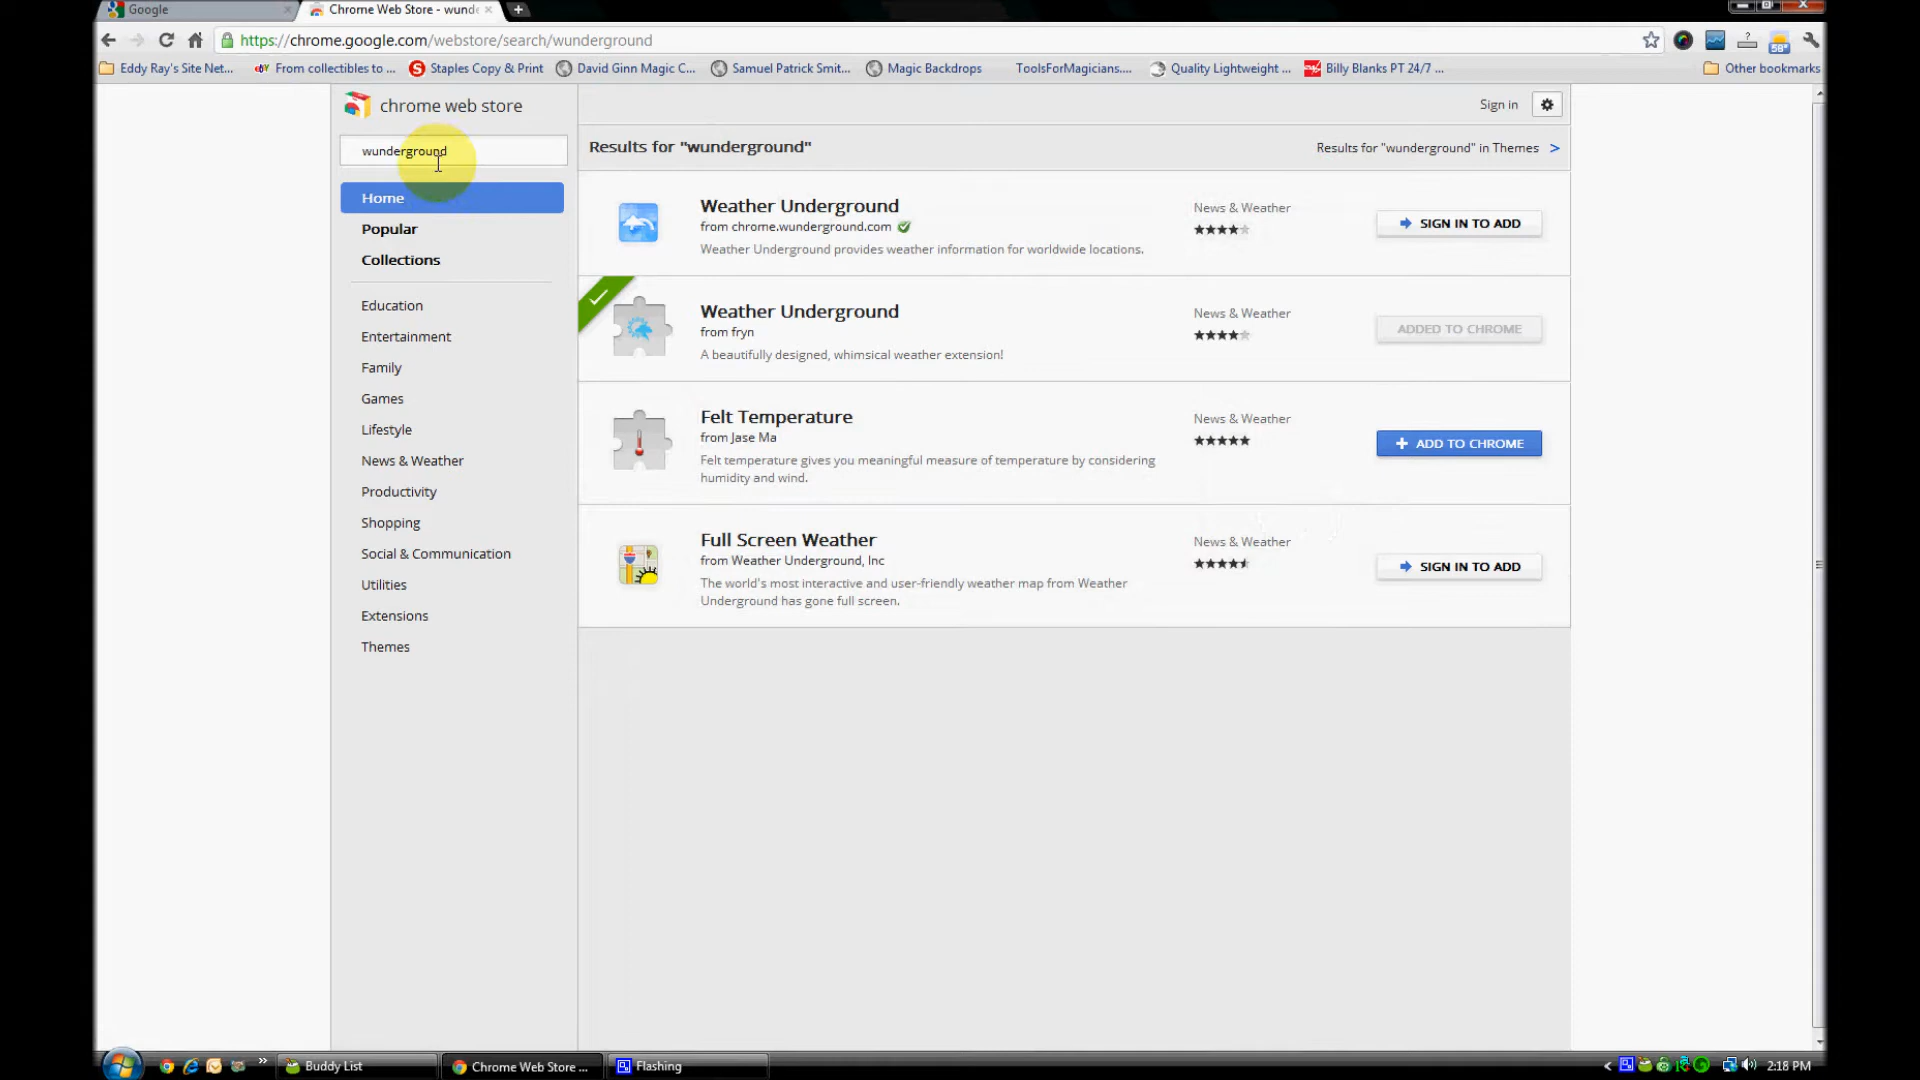 Google
Chrome Web Store - wund
https://chrome.google.com/webstore/search/wunderground
58°
Eddy Ray's Site Net...
From collectibles to ...
Staples Copy & Print
David Ginn Magic C...
Samuel Patrick Smit...
Magic Backdrops
ToolsForMagicians....
Quality Lightweight ...
Billy Blanks PT 24/7 ...
Other bookmarks
chrome web store
Sign in
wunderground
Home
Popular
Collections
Education
Entertainment
Family
Games
Lifestyle
News & Weather
Productivity
Shopping
Social & Communication
Utilities
Extensions
Themes
Results for "wunderground"
Results for "wunderground" in Themes >
Weather Underground
from chrome.wunderground.com
Weather Underground provides weather information for worldwide locations.
News & Weather
SIGN IN TO ADD
Weather Underground
from fryn
A beautifully designed, whimsical weather extension!
News & Weather
ADDED TO CHROME
Felt Temperature
from Jase Ma
Felt temperature gives you meaningful measure of temperature by considering
humidity and wind.
News & Weather
ADD TO CHROME
Full Screen Weather
from Weather Underground, Inc
The world's most interactive and user-friendly weather map from Weather
Underground has gone full screen.
News & Weather
SIGN IN TO ADD
Buddy List
Chrome Web Store ...
Flashing
2:18 PM